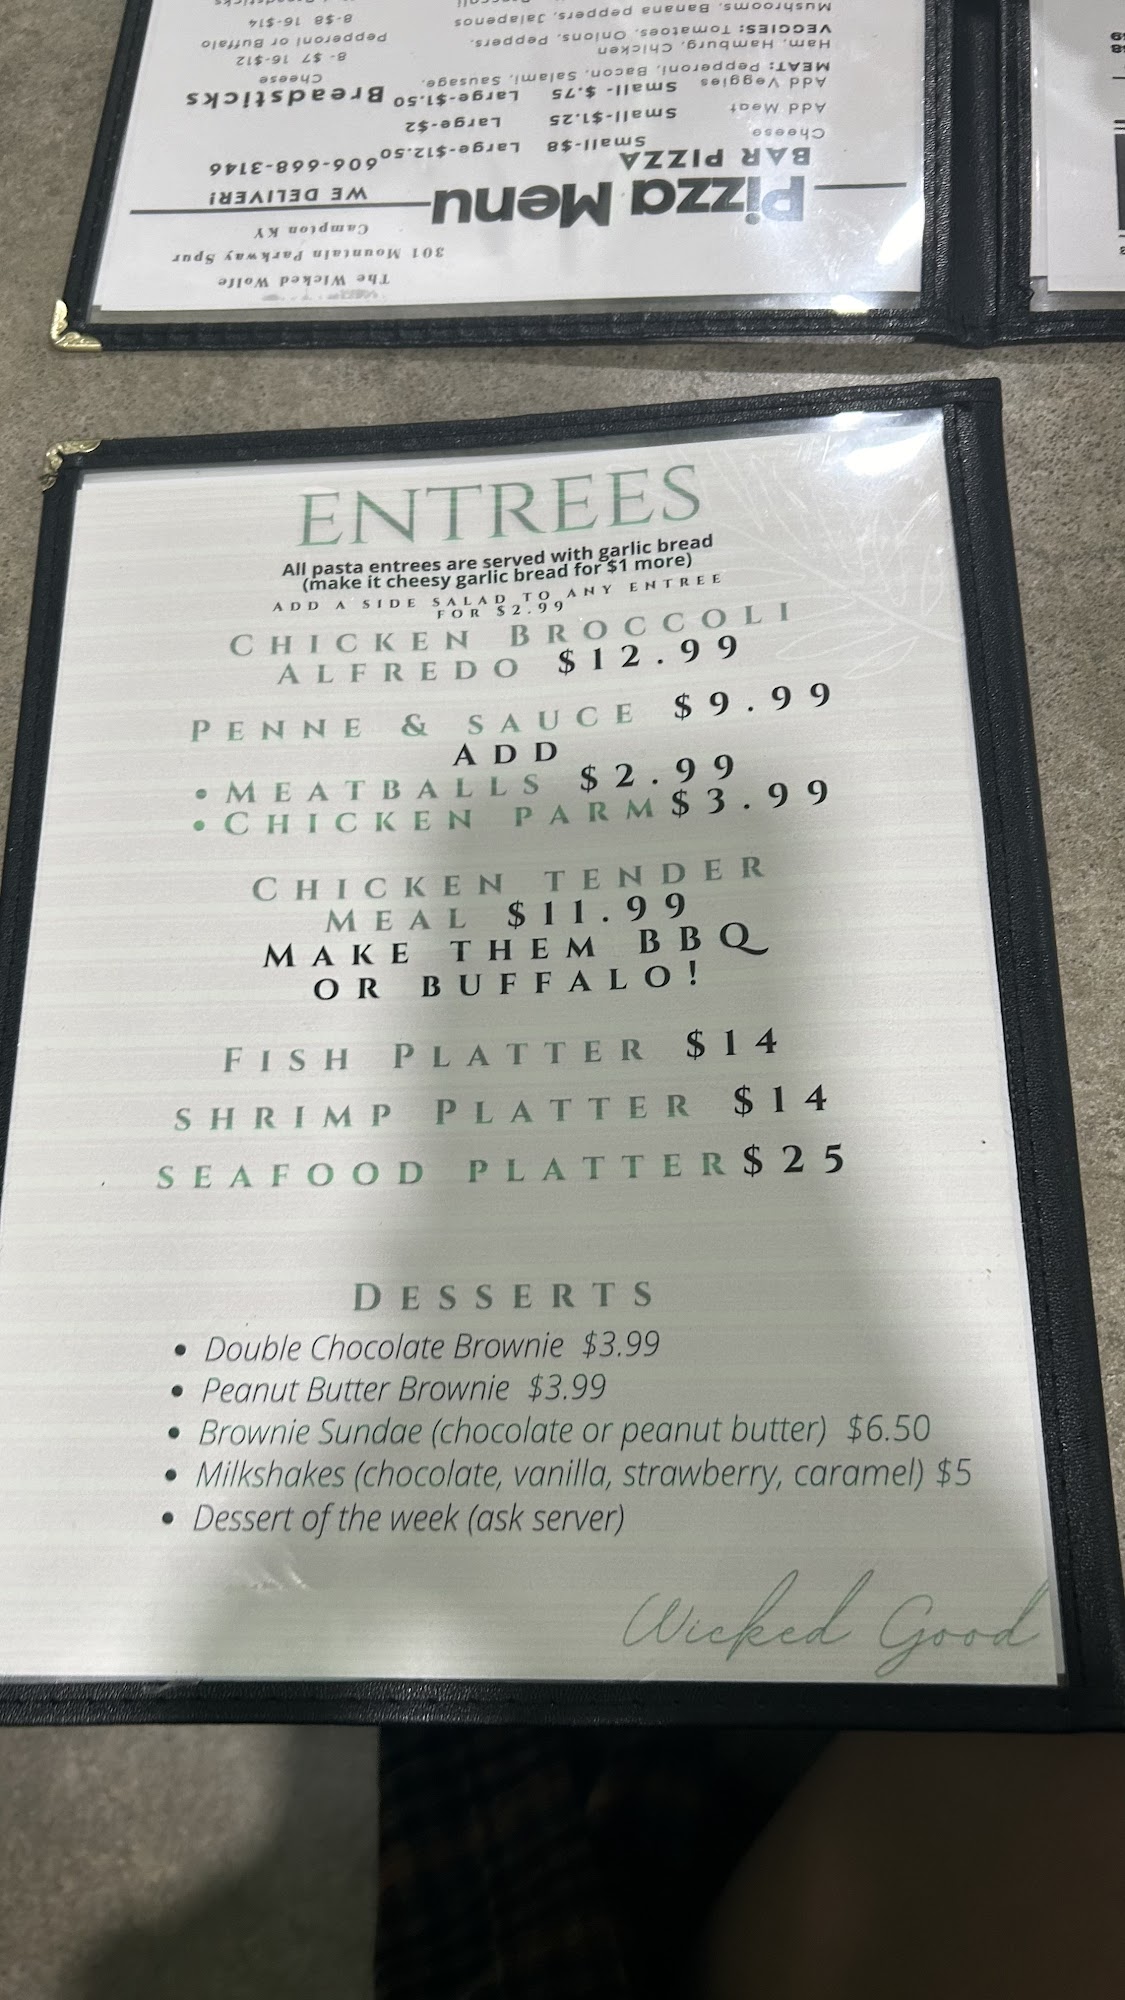 The Wicked Wolfe
301 Mountain Parkway Spur
Campton KY
Pizza Menu
WE DELIVER!
606-668-3146
BAR PIZZA
Cheese Small-$8 Large-$12.50
Add Meat Small-$1.25 Large-$2
Add Veggies Small- $.75 Large-$1.50
MEAT: Pepperoni, Bacon, Salami, Sausage,
Ham, Hamburg, Chicken
VEGGIES: Tomatoes, Onions, Peppers,
Mushrooms, Banana peppers, Jalapenos
Breadsticks
Cheese
8- $7 16-$12
Pepperoni or Buffalo
8-$8 16-$14
ENTREES
All pasta entrees are served with garlic bread
(make it cheesy garlic bread for $1 more)
ADD A SIDE SALAD TO ANY ENTREE
FOR $2.99
CHICKEN BROCCOLI
ALFREDO $12.99
PENNE & SAUCE $9.99
ADD
• MEATBALLS $2.99
• CHICKEN PARM $3.99
CHICKEN TENDER
MEAL $11.99
MAKE THEM BBQ
OR BUFFALO!
FISH PLATTER $14
SHRIMP PLATTER $14
SEAFOOD PLATTER $25
DESSERTS
• Double Chocolate Brownie $3.99
• Peanut Butter Brownie $3.99
• Brownie Sundae (chocolate or peanut butter) $6.50
• Milkshakes (chocolate, vanilla, strawberry, caramel) $5
• Dessert of the week (ask server)
Wicked Good